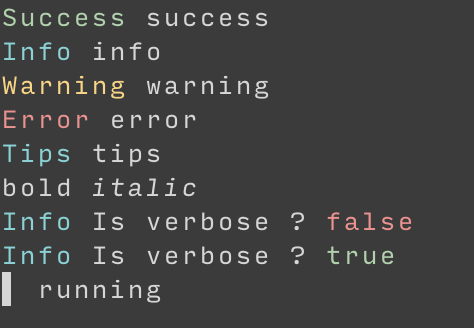 Success success
Info info
Warning warning
Error error
Tips tips
bold italic
Info Is verbose ? false
Info Is verbose ? true
running